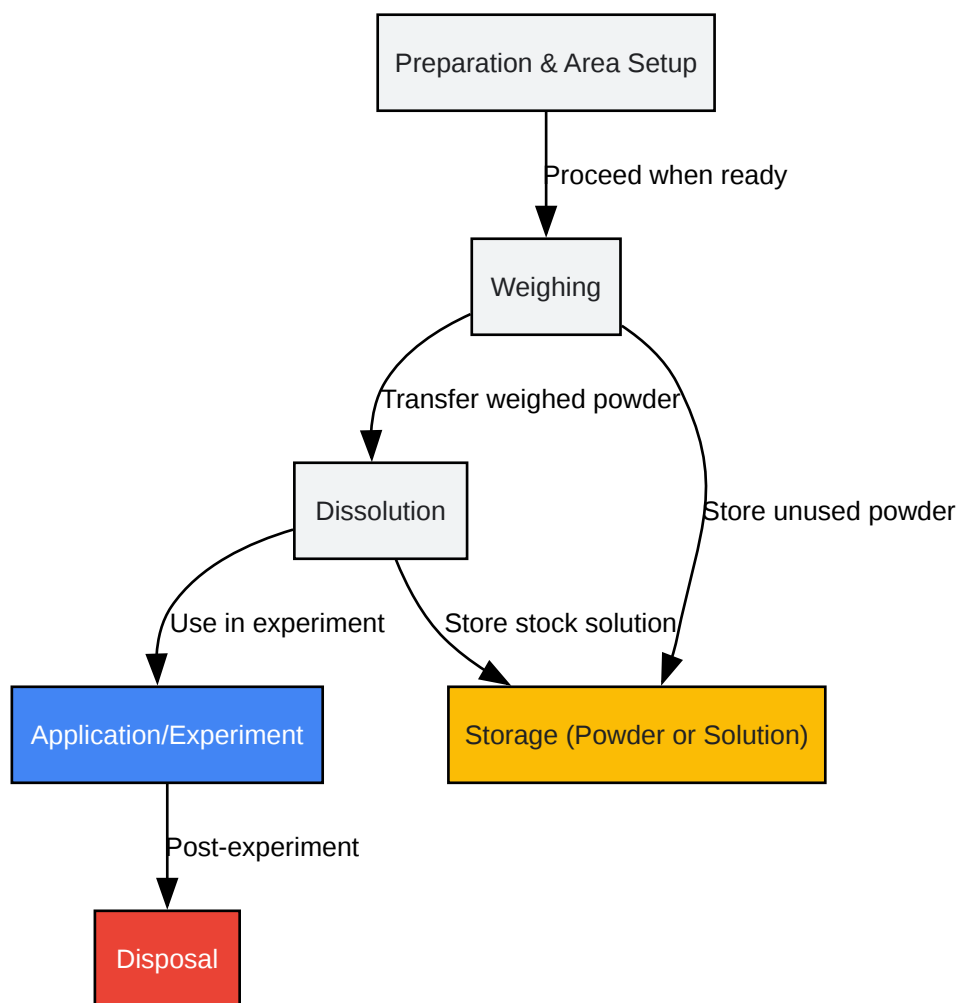 Preparation & Area Setup
Proceed when ready
Weighing
Transfer weighed powder
Dissolution
Store unused powder
Use in experiment
Store stock solution
Application/Experiment
Storage (Powder or Solution)
Post-experiment
Disposal